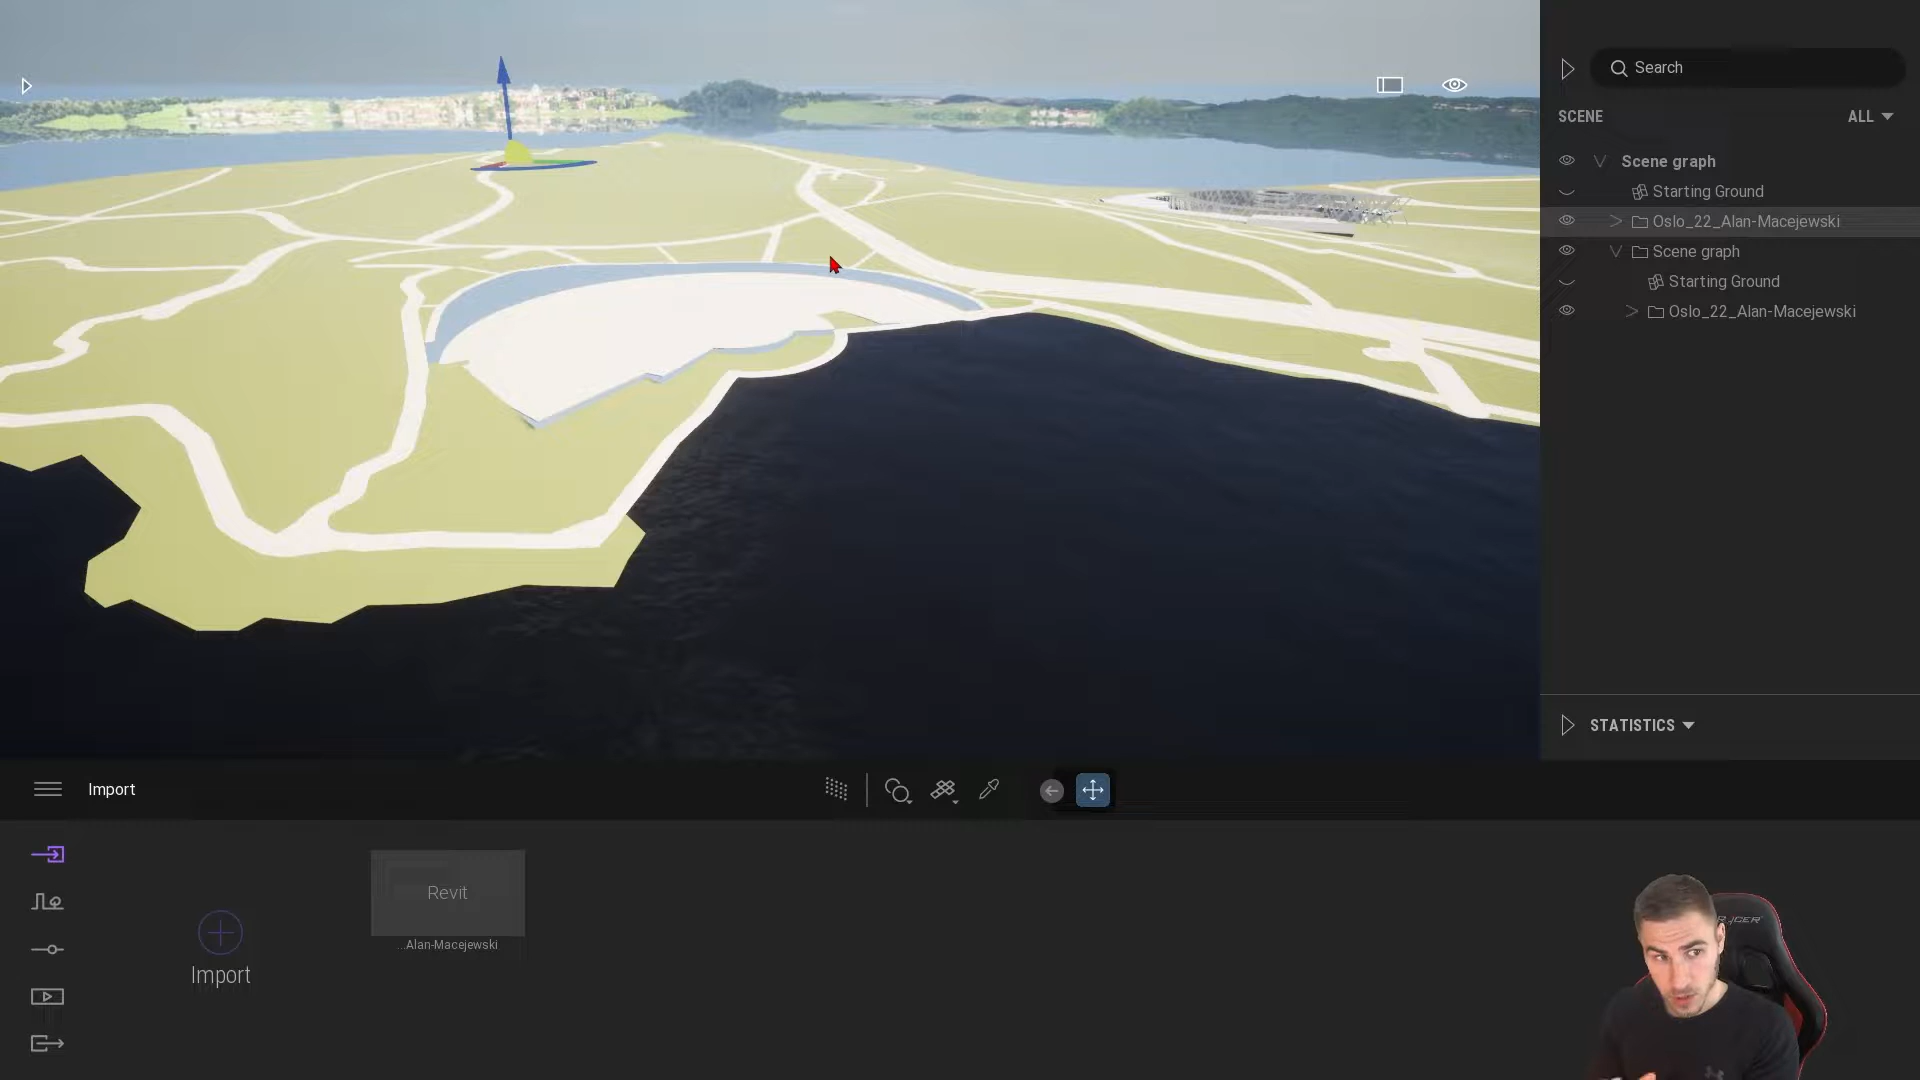 Search
SCENE
ALL
Scene graph
Starting Ground
Oslo_22_Alan-Macejewski
Scene graph
Starting Ground
Oslo_22_Alan-Macejewski
STATISTICS
Import
Revit
...Alan-Macejewski
Import